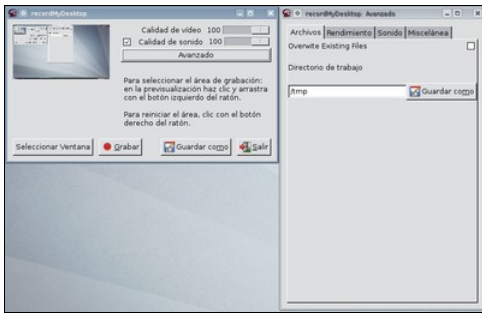 recordMyDesktop
Calidad de vídeo 100
Calidad de sonido 100
Avanzado
Para seleccionar el área de grabación:
en la previsualización haz clic y arrastra
con el botón izquierdo del ratón.
Para reiniciar el área, clic con el botón
derecho del ratón.
Seleccionar Ventana
Grabar
Guardar como
Salir
recordMyDesktop: Avanzado
Archivos Rendimiento Sonido Miscelánea
Overwite Existing Files
Directorio de trabajo
/tmp
Guardar como